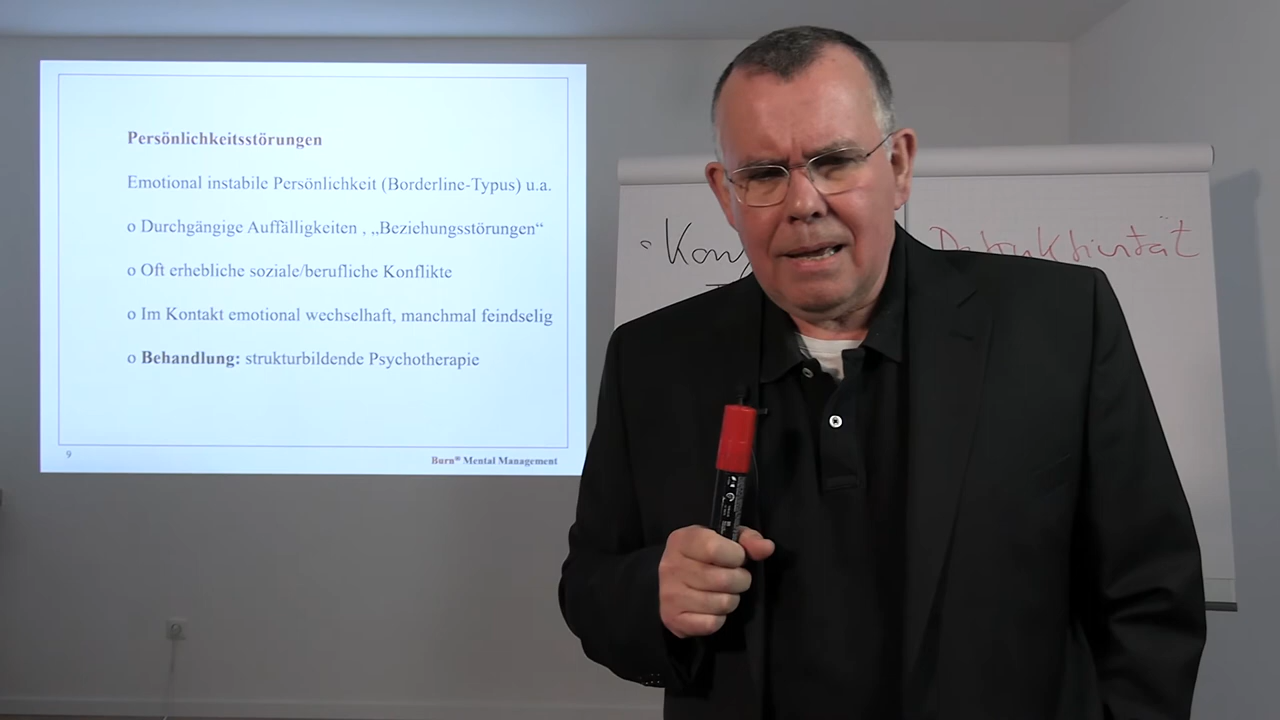 Persönlichkeitsstörungen
Emotional instabile Persönlichkeit (Borderline-Typus) u.a.
o Durchgängige Auffälligkeiten , „Beziehungsstörungen“
o Oft erhebliche soziale/berufliche Konflikte
o Im Kontakt emotional wechselhaft, manchmal feindselig
o Behandlung: strukturbildende Psychotherapie
9
Burn® Mental Management